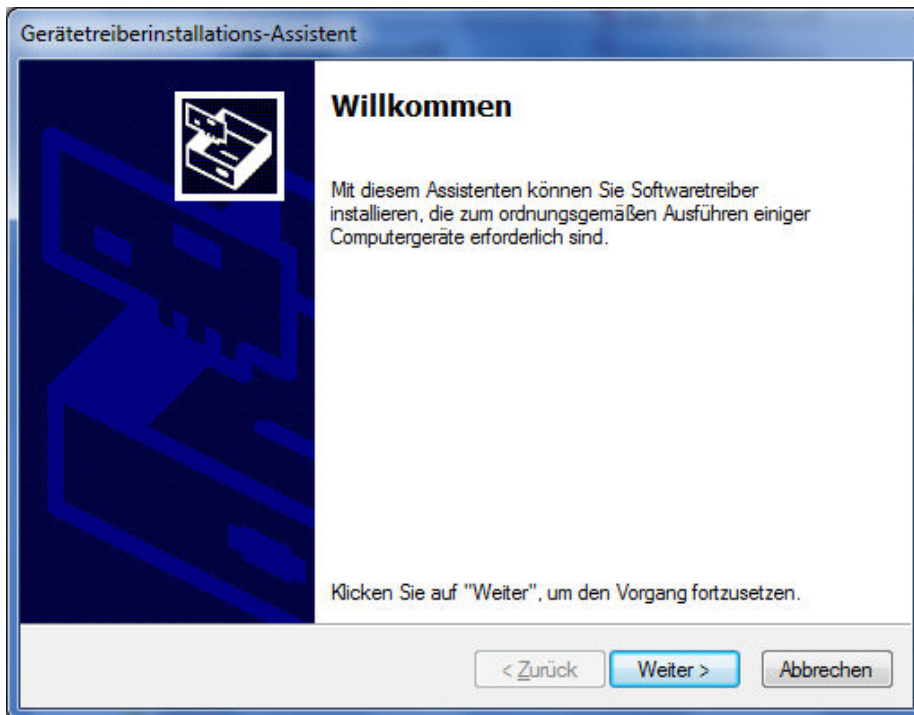 Gerätetreiberinstallations-Assistent
Willkommen
Mit diesem Assistenten können Sie Softwaretreiber
installieren, die zum ordnungsgemäßen Ausführen einiger
Computergeräte erforderlich sind.
Klicken Sie auf "Weiter", um den Vorgang fortzusetzen.
< Zurück Weiter > Abbrechen